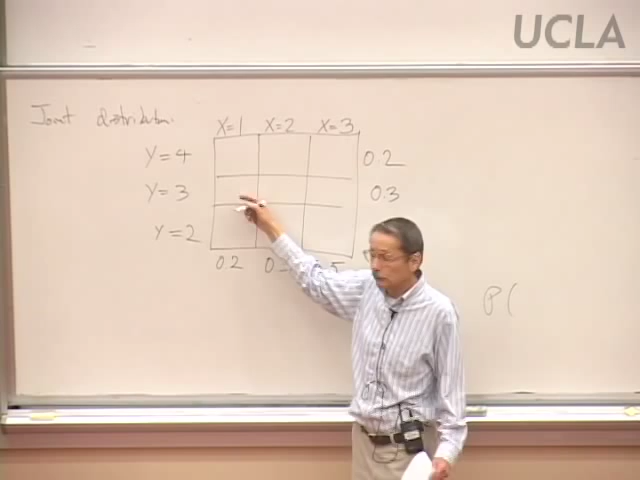 UCLA
Joint distribution.
X=1 X=2 X=3
Y=4 0.2
Y=3 0.3
Y=2
0.2
P(